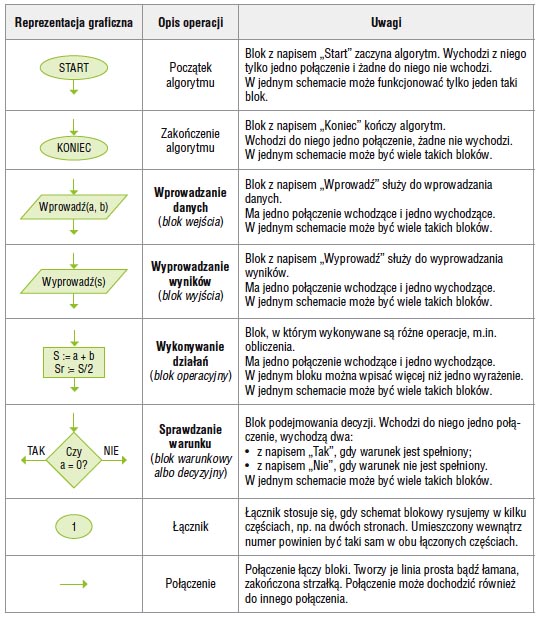 Reprezentacja graficzna
Opis operacji
Uwagi
START
Początek
algorytmu
Blok z napisem „Start” zaczyna algorytm. Wychodzi z niego
tylko jedno połączenie i żadne do niego nie wchodzi.
W jednym schemacie może funkcjonować tylko jeden taki
blok.
KONIEC
Zakończenie
algorytmu
Blok z napisem „Koniec” kończy algorytm.
Wchodzi do niego jedno połączenie, żadne nie wychodzi.
W jednym schemacie może być wiele takich bloków.
Wprowadź(a, b)
Wprowadzanie
danych
(blok wejścia)
Blok z napisem „Wprowadź” służy do wprowadzania
danych.
Ma jedno połączenie wchodzące i jedno wychodzące.
W jednym schemacie może być wiele takich bloków.
Wyprowadź(s)
Wyprowadzanie
wyników
(blok wyjścia)
Blok z napisem „Wyprowadź” służy do wyprowadzania
wyników.
Ma jedno połączenie wchodzące i jedno wychodzące.
W jednym schemacie może być wiele takich bloków.
S := a + b
Sr := S/2
Wykonywanie
działań
(blok operacyjny)
Blok, w którym wykonywane są różne operacje, m.in.
obliczenia.
Ma jedno połączenie wchodzące i jedno wychodzące.
W jednym bloku można wpisać więcej niż jedno wyrażenie.
W jednym schemacie może być wiele takich bloków.
TAK
Czy
a = 0?
NIE
Sprawdzanie
warunku
(blok warunkowy
albo decyzyjny)
Blok podejmowania decyzji. Wchodzi do niego jedno połą-
czenie, wychodzą dwa:
• z napisem „Tak”, gdy warunek jest spełniony;
• z napisem „Nie”, gdy warunek nie jest spełniony.
W jednym schemacie może być wiele takich bloków.
1
Łącznik
Łącznik stosuje się, gdy schemat blokowy rysujemy w kilku
częściach, np. na dwóch stronach. Umieszczony wewnątrz
numer powinien być taki sam w obu łączonych częściach.
Połączenie
Połączenie łączy bloki. Tworzy je linia prosta bądź łamana,
zakończona strzałką. Połączenie może dochodzić również
do innego połączenia.